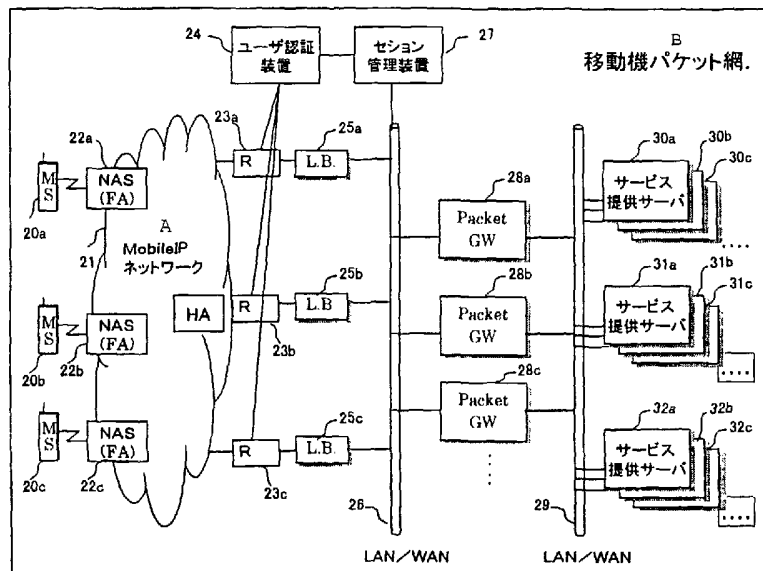 24
ユーザ認証
装置
セション
管理装置
27
B
移動機パケット網.
22a
23a
25a
30a
30b
30c
MS
NAS
(FA)
R
L.B.
28a
サービス
提供サーバ
....
20a
21
A
MobileIP
ネットワーク
Packet
GW
25b
28b
31a
31b
31c
MS
NAS
(FA)
HA
R
L.B
Packet
GW
サービス
提供サーバ
....
20b
22b
23b
28c
25c
Packet
GW
32a
32b
32c
MS
NAS
(FA)
R
L.B.
サービス
提供サーバ
....
20c
22c
23c
26
29
LAN/WAN
LAN/WAN